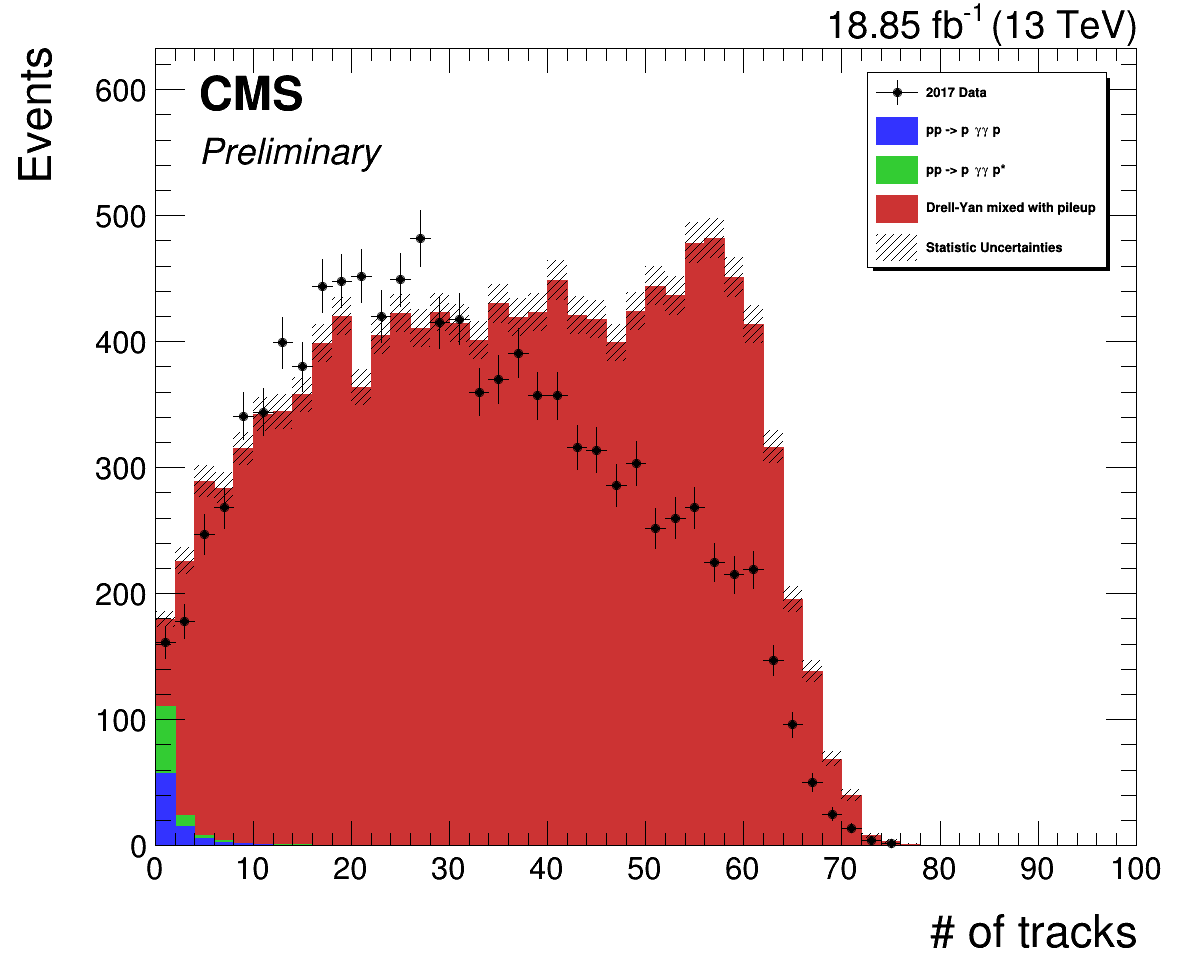 18.85 fb⁻¹ (13 TeV)
Events
CMS
Preliminary
2017 Data
pp -> p γγ p
pp -> p γγ p*
Drell-Yan mixed with pileup
Statistic Uncertainties
600
500
400
300
200
100
0
0 10 20 30 40 50 60 70 80 90 100
# of tracks